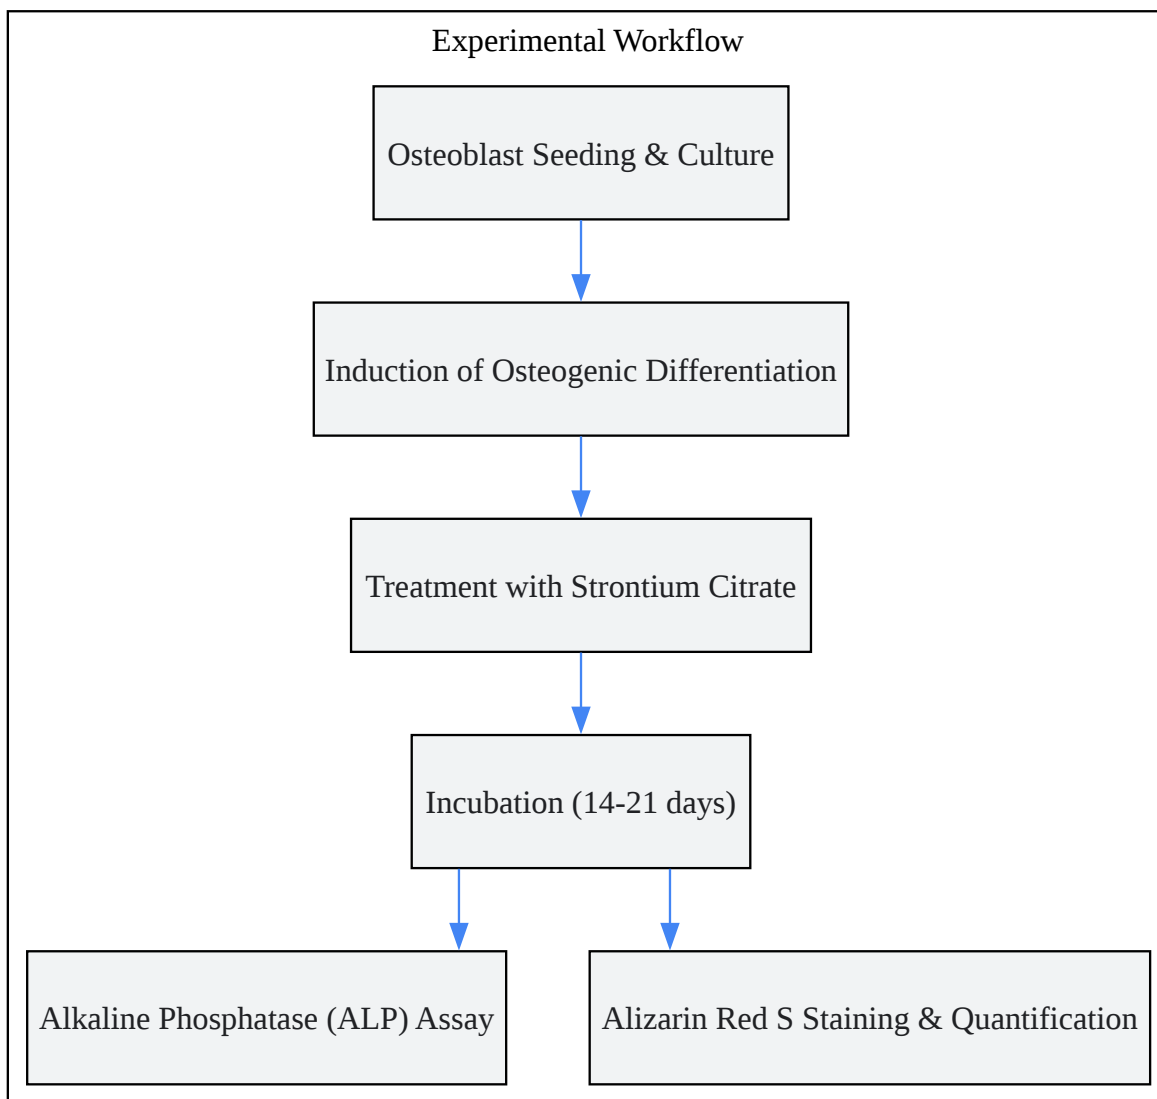 Experimental Workflow
Osteoblast Seeding & Culture
Induction of Osteogenic Differentiation
Treatment with Strontium Citrate
Incubation (14-21 days)
Alkaline Phosphatase (ALP) Assay
Alizarin Red S Staining & Quantification